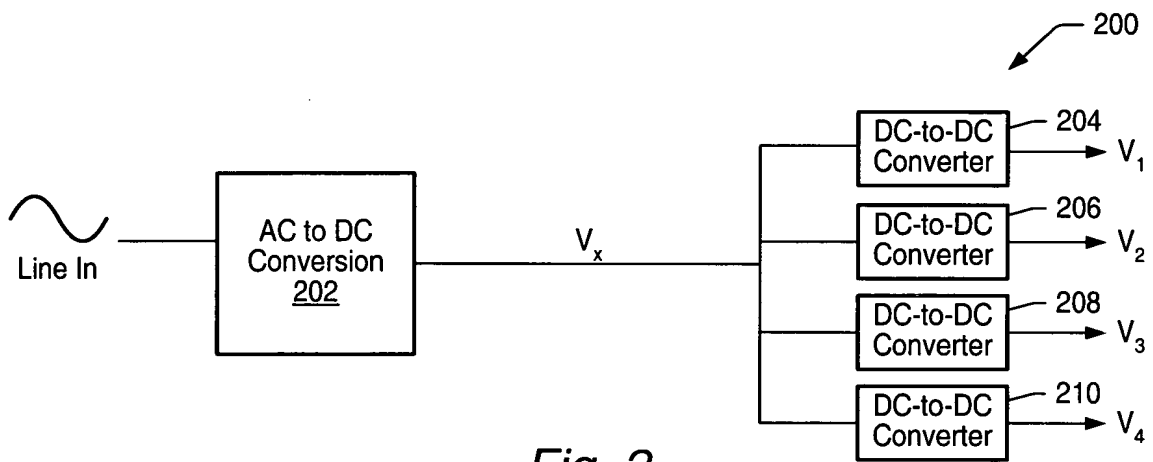 200
DC-to-DC
Converter
204
V1
Line In
AC to DC
Conversion
202
Vx
DC-to-DC
Converter
206
V2
DC-to-DC
Converter
208
V3
DC-to-DC
Converter
210
V4